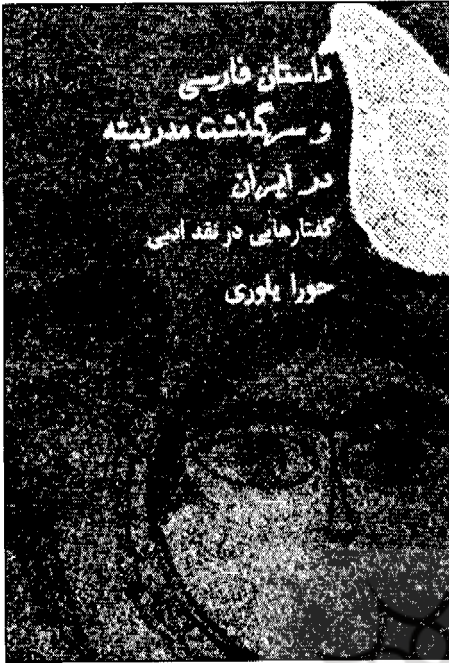 داستان فارسی
و سرگذشت مدرنیته
در ایران
گفتارهایی در نقد ادبی
حورا یاوری